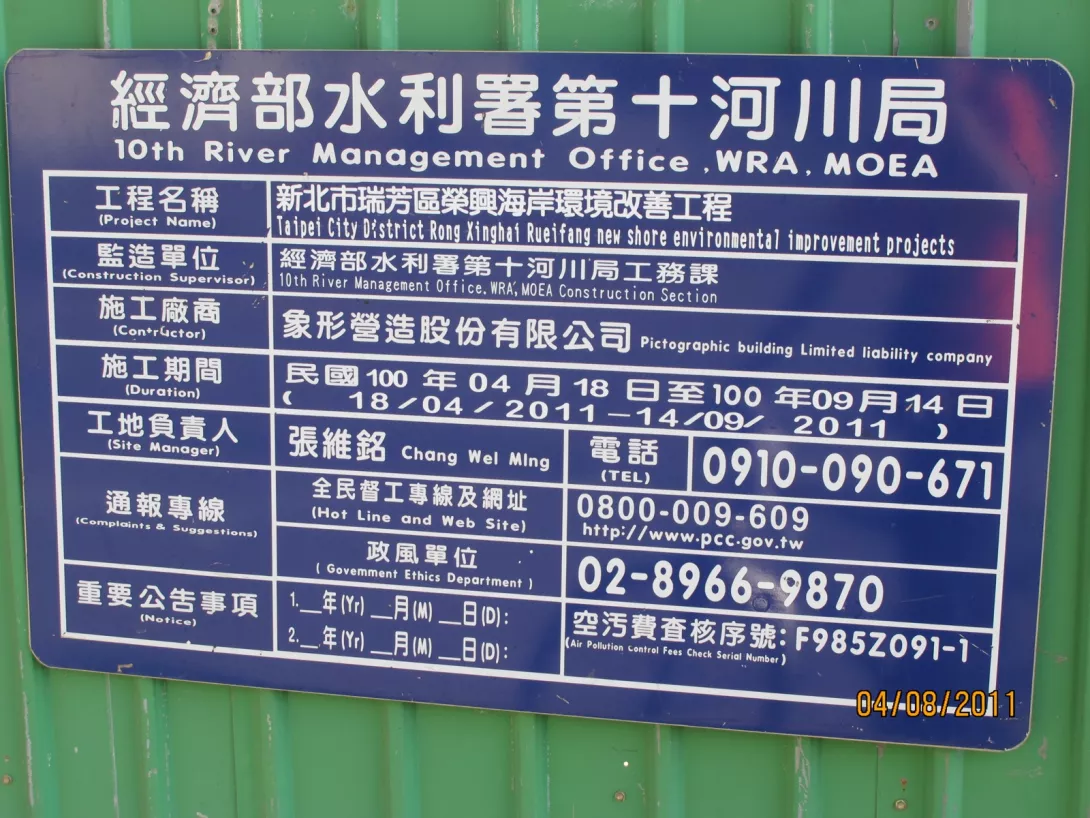 經濟部水利署第十河川局
10th River Management Office ,WRA, MOEA
工程名稱
(Project Name)
新北市瑞芳區榮興海岸環境改善工程
Taipei City District Rong Xinghai Rueifang new shore environmental improvement projects
監造單位
(Construction Supervisor)
經濟部水利署第十河川局工務課
10th River Management Office, WRA, MOEA Construction Section
施工廠商
(Contractor)
象形營造股份有限公司 Pictographic building Limited liability company
施工期間
(Duration)
民國100年04月18日至100年09月14日
( 18/04/2011-14/09/ 2011 )
工地負責人
(Site Manager)
張維銘 Chang Wei Ming
電話
(TEL)
0910-090-671
通報專線
(Complaints & Suggestions)
全民督工專線及網址
(Hot Line and Web Site)
0800-009-609
http://www.pcc.gov.tw
政風單位
( Government Ethics Department )
02-8966-9870
重要公告事項
(Notice)
1.__年(Yr) __月(M) __日(D):
2.__年(Yr) __月(M) __日(D):
空污費查核序號: F985Z091-1
(Air Pollution Control Fees Check Serial Number)
04/08/2011